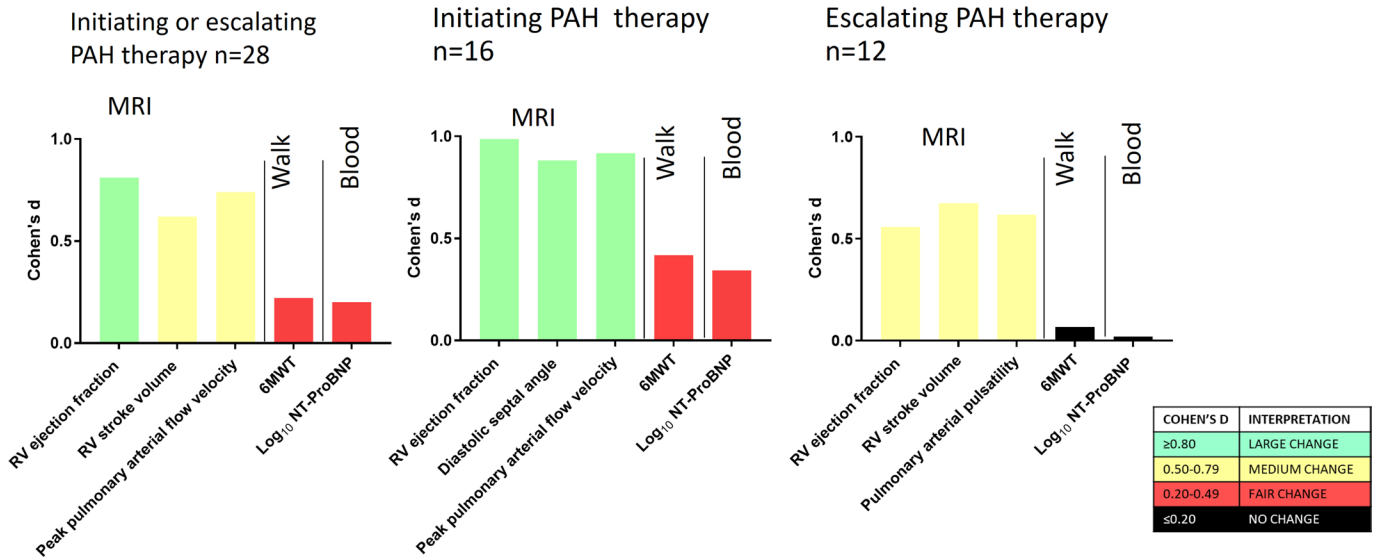 Initiating or escalating
PAH therapy n=28
MRI
Walk
Blood
Cohen's d
1.0
0.5
0.0
RV ejection fraction
RV stroke volume
Peak pulmonary arterial flow velocity
6MWT
Log₁₀ NT-ProBNP
Initiating PAH therapy
n=16
MRI
Walk
Blood
Cohen's d
1.0
0.5
0.0
RV ejection fraction
Diastolic septal angle
Peak pulmonary arterial flow velocity
6MWT
Log₁₀ NT-ProBNP
Escalating PAH therapy
n=12
MRI
Walk
Blood
Cohen's d
1.0
0.5
0.0
RV ejection fraction
RV stroke volume
Pulmonary arterial pulsatility
6MWT
Log₁₀ NT-ProBNP
COHEN'S D INTERPRETATION
≥0.80 LARGE CHANGE
0.50-0.79 MEDIUM CHANGE
0.20-0.49 FAIR CHANGE
≤0.20 NO CHANGE